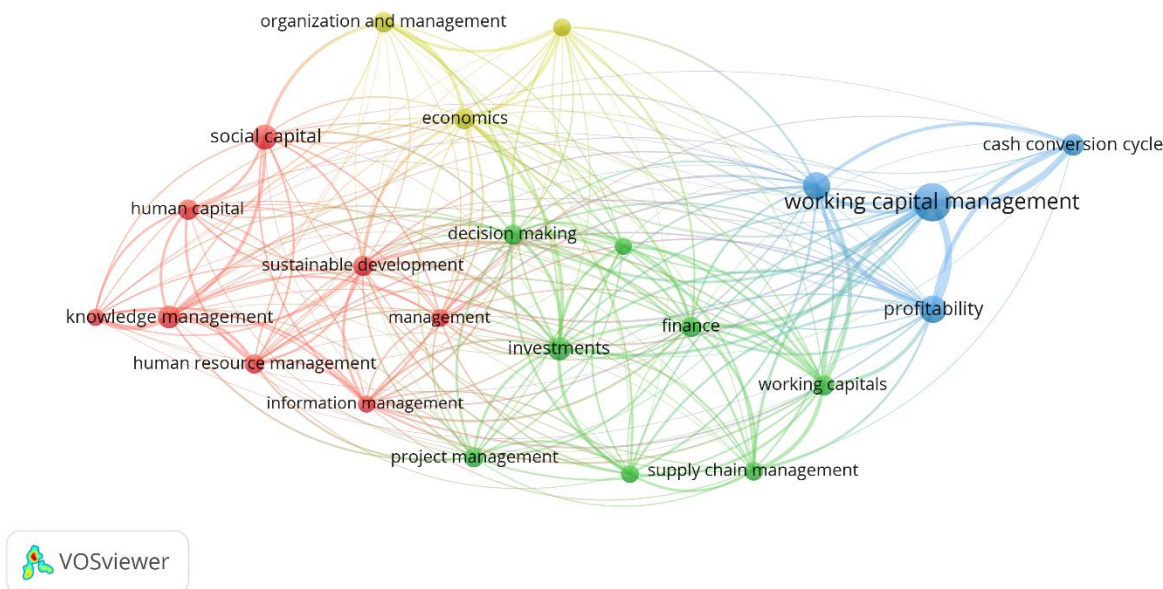 organization and management
economics
social capital
cash conversion cycle
working capital management
human capital
decision making
sustainable development
profitability
knowledge management
management
finance
investments
human resource management
working capitals
information management
project management
supply chain management
VOSviewer